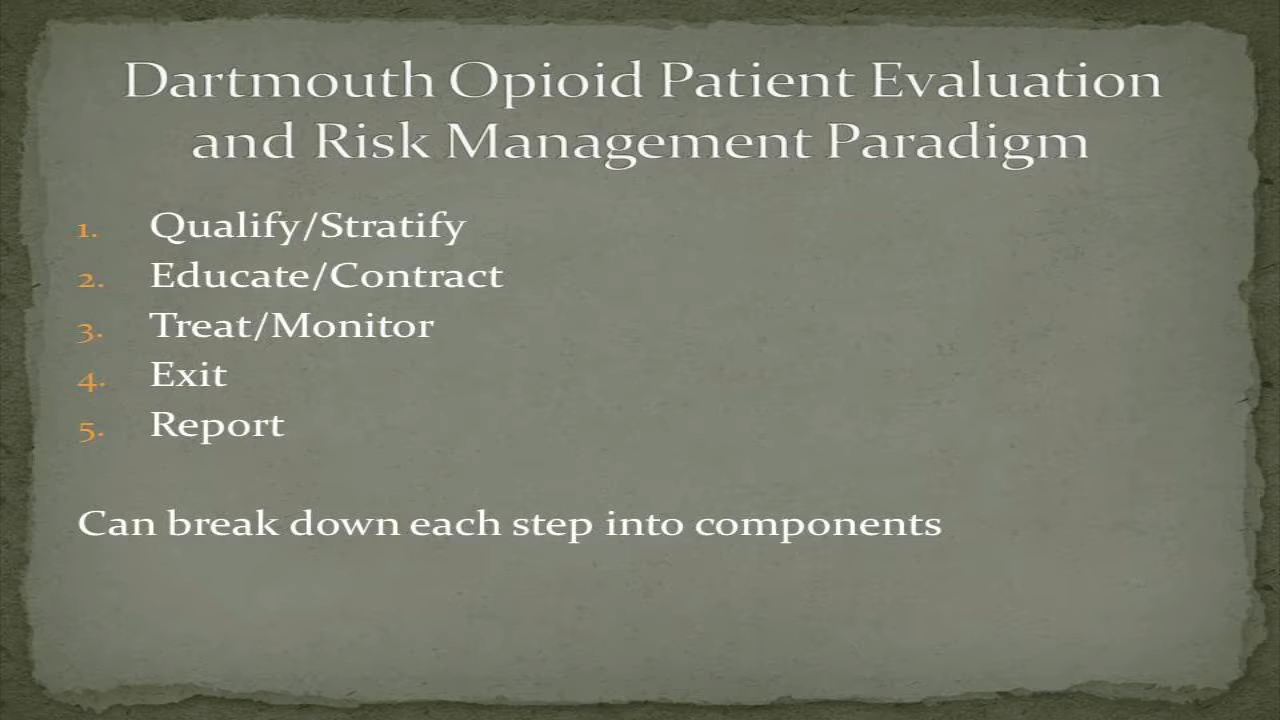 Dartmouth Opioid Patient Evaluation
and Risk Management Paradigm
1. Qualify/Stratify
2. Educate/Contract
3. Treat/Monitor
4. Exit
5. Report
Can break down each step into components